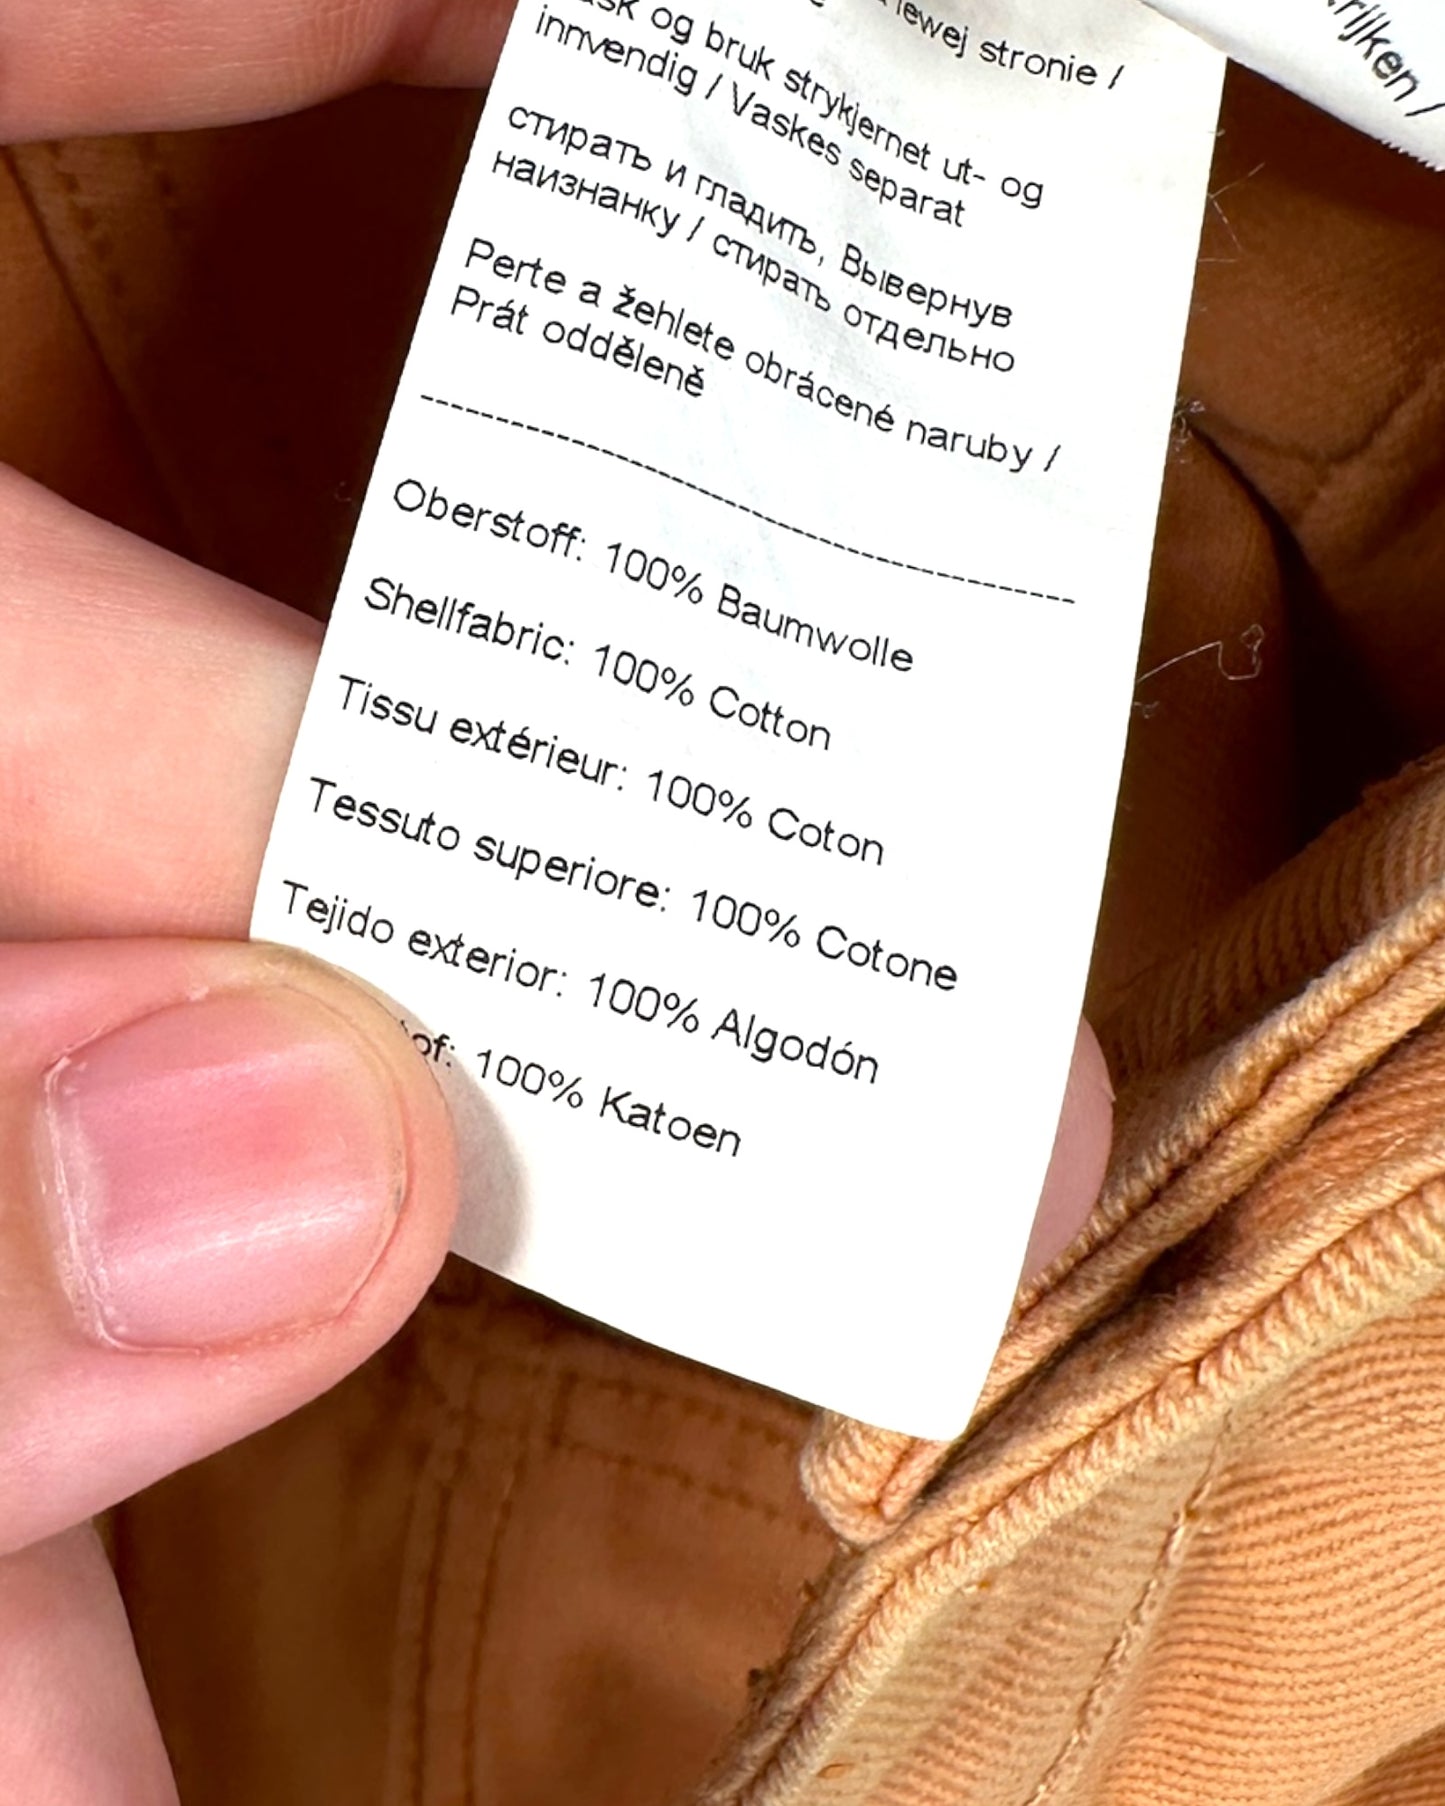 lewej stronie /
og bruk strykjernet ut- og
innvendig / Vaskes separat
стирать и гладить, Вывернув
наизнанку / стирать отдельно
Perte a žehlete obrácené naruby /
Prát odděleně
--------------------------------------------------
Oberstoff: 100% Baumwolle
Shellfabric: 100% Cotton
Tissu extérieur: 100% Coton
Tessuto superiore: 100% Cotone
Tejido exterior: 100% Algodón
100% Katoen